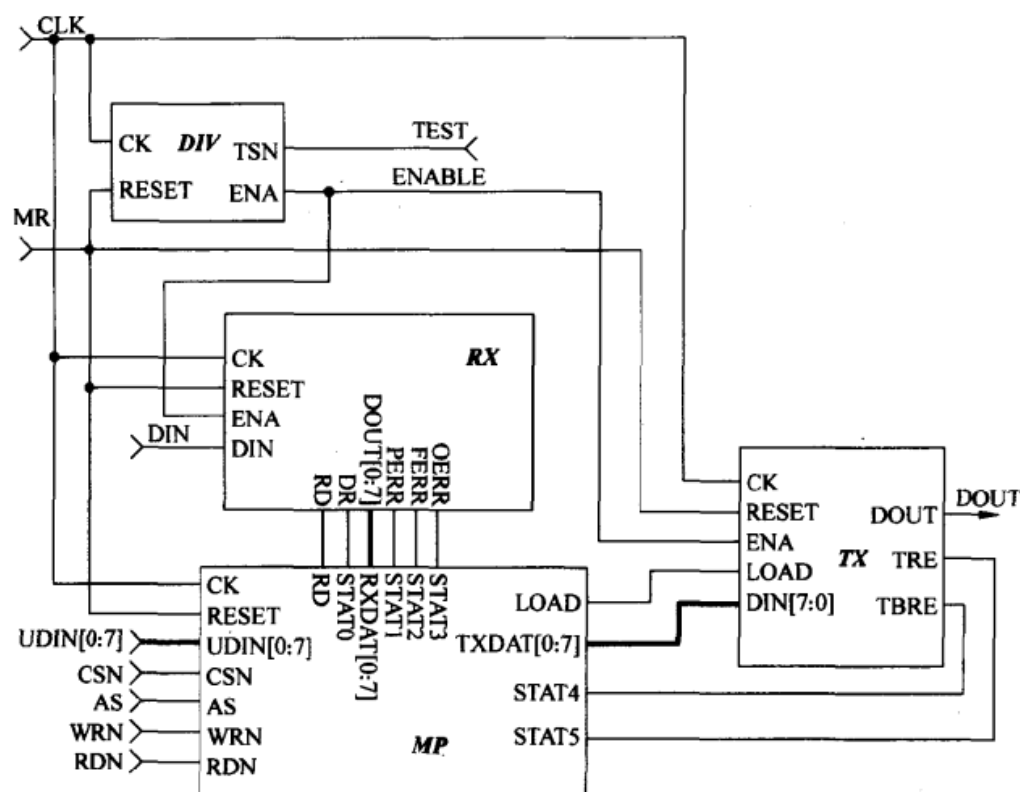 CLK
CK
DIV
TSN
TEST
RESET
ENA
ENABLE
MR
RX
CK
RESET
ENA
DIN
DIN
RD
DR
DOUT[0:7]
PERR
FERR
OERR
CK
RESET
ENA
LOAD
DIN[7:0]
DOUT
TX
TRE
TBRE
DOUT
RD
STAT0
RXDAT[0:7]
STAT1
STAT2
STAT3
CK
RESET
UDIN[0:7]
UDIN[0:7]
CSN
CSN
AS
AS
WRN
WRN
RDN
RDN
MP
LOAD
TXDAT[0:7]
STAT4
STAT5